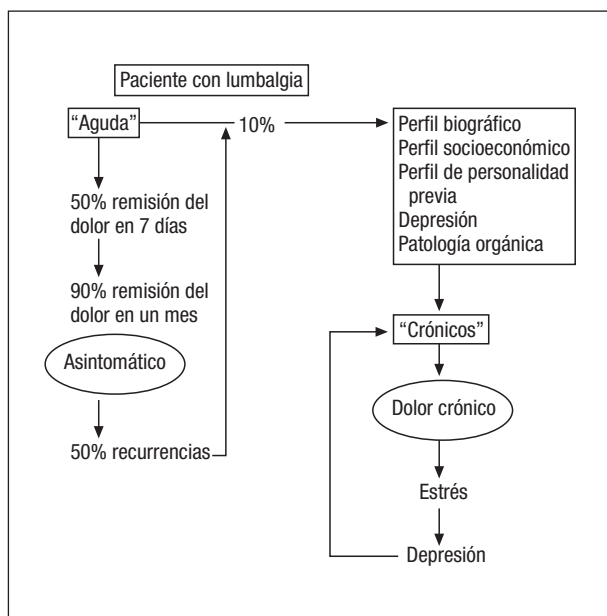 Paciente con lumbalgia
“Aguda”
10%
50% remisión del
dolor en 7 días
90% remisión del
dolor en un mes
Asintomático
50% recurrencias
Perfil biográfico
Perfil socioeconómico
Perfil de personalidad
previa
Depresión
Patología orgánica
“Crónicos”
Dolor crónico
Estrés
Depresión